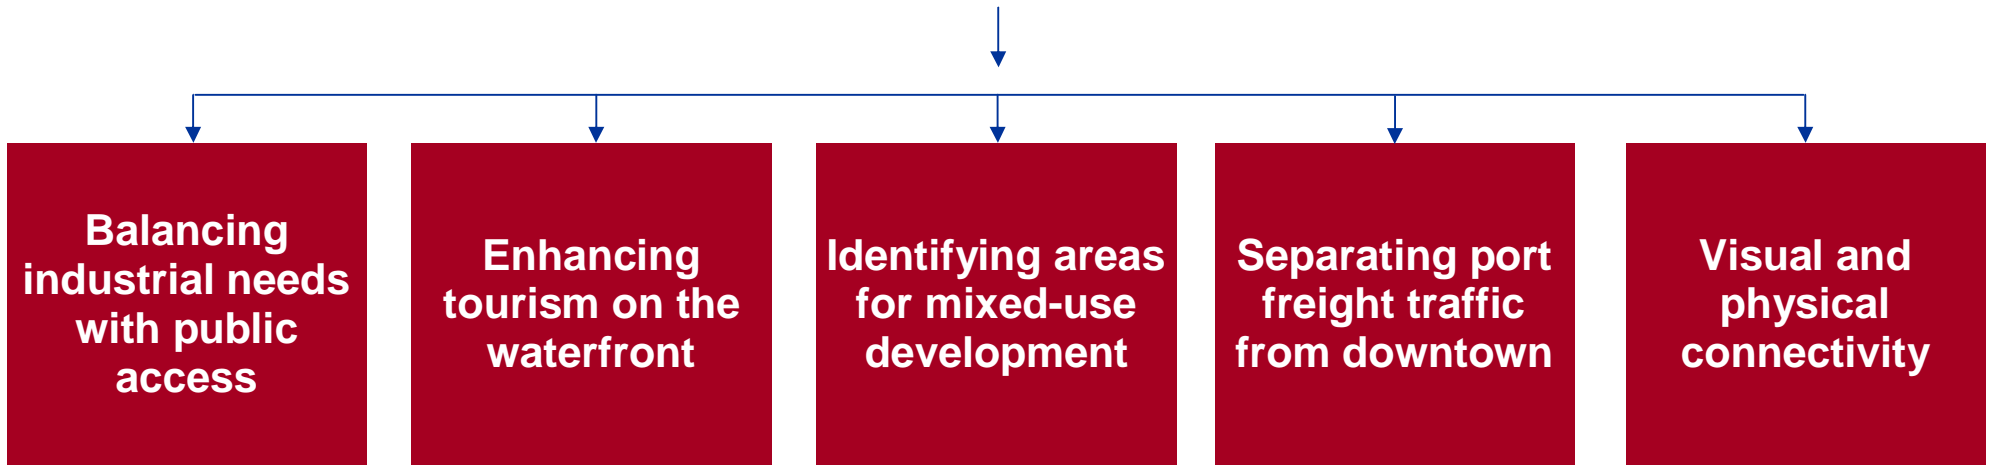 Balancing
industrial needs
with public
access
Enhancing
tourism on the
waterfront
Identifying areas
for mixed-use
development
Separating port
freight traffic
from downtown
Visual and
physical
connectivity